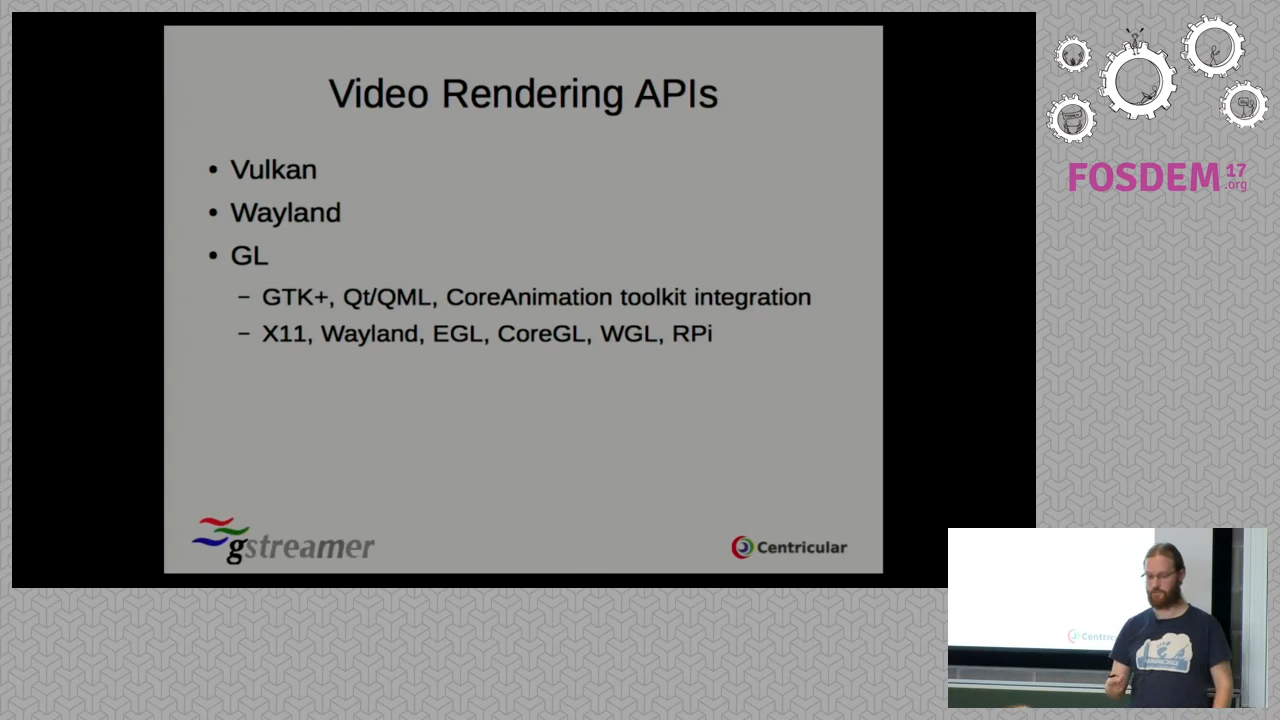 Video Rendering APIs
• Vulkan
• Wayland
• GL
– GTK+, Qt/QML, CoreAnimation toolkit integration
– X11, Wayland, EGL, CoreGL, WGL, RPi
gstreamer
Centricular
FOSDEM 17
.org
Centric